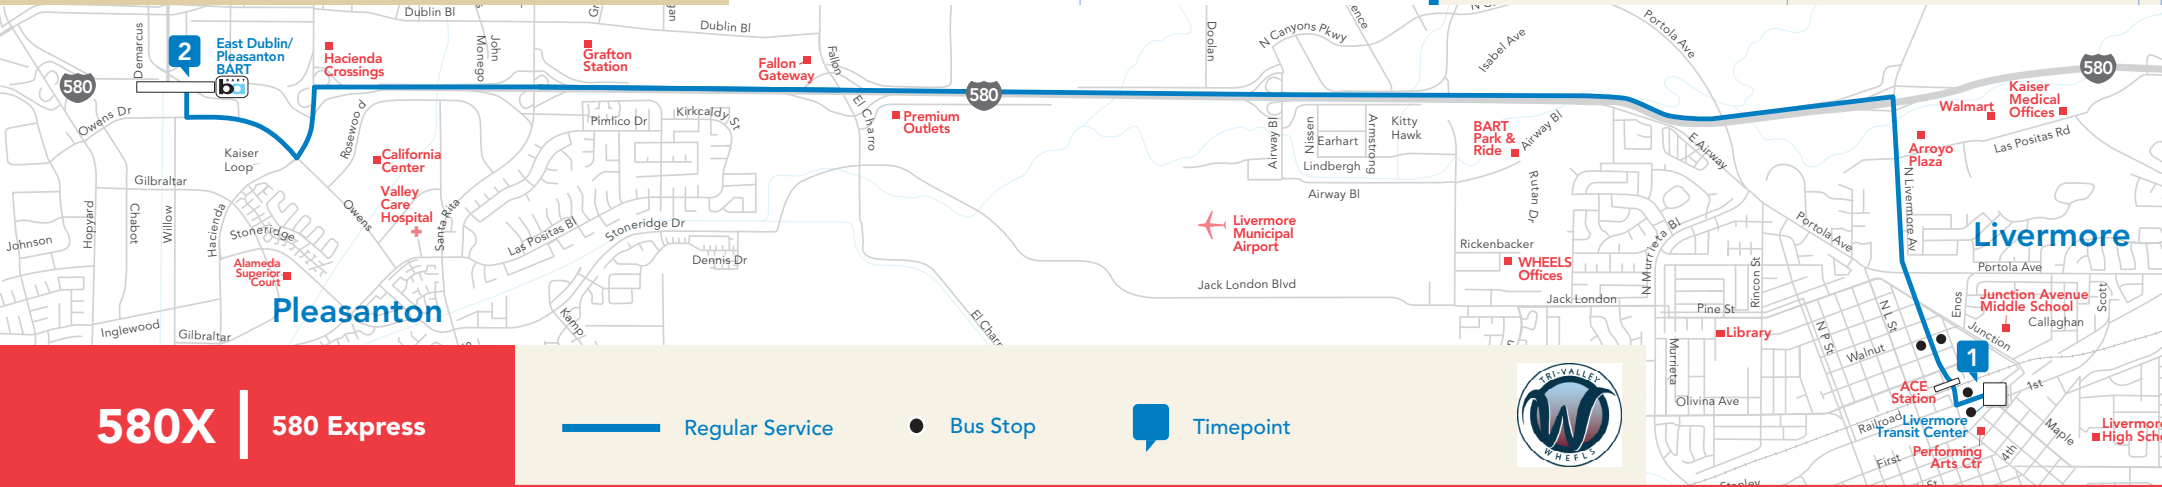 Dublin Bl
Dublin Bl
Demarcus
2
East Dublin/
Pleasanton
BART
580
Hacienda
Crossings
John
Monego
Grafton
Station
Fallon
Gateway
Fallon
El Charro
580
Premium
Outlets
Doolan
N Canyons Pkwy
Isabel Ave
Portola Ave
580
Kaiser
Medical
Offices
Walmart
Arroyo
Plaza
Las Positas Rd
Owens Dr
Kaiser
Loop
Rosewood
California
Center
Valley
Care
Hospital
Pimlico Dr
Kirkcaldy St
Airway Bl
Nissen
Earhart
Lindbergh
Armstrong
Kitty
Hawk
Airway Bl
BART
Park &
Ride
Airway Bl
Rutan Dr
E Airway
N Livermore Av
Gilbraltar
Hopyard
Chabot
Willow
Hacienda
Stoneridge
Owens
Santa Rita
Las Positas Bl
Stoneridge Dr
Dennis Dr
Johnson
Alameda
Superior
Court
Pleasanton
Inglewood
Gilbraltar
Kamp
El Charr
Livermore
Municipal
Airport
Jack London Blvd
Rickenbacker
WHEELS
Offices
Jack London
N Murrieta Bl
Portola Ave
Livermore
Portola Ave
Rincon St
Pine St
Library
N P St
N L St
Walnut
Enos
Junction Avenue
Middle School
Callaghan
Scott
Junction
1
ACE
Station
1st
Murrieta
Olivina Ave
Railroad
Livermore
Transit Center
Performing
Arts Ctr
First
4th
Maple
Livermor
High Sch
Stanley
St
580X
580 Express
Regular Service
Bus Stop
Timepoint
TRI-VALLEY
W
WHEELS